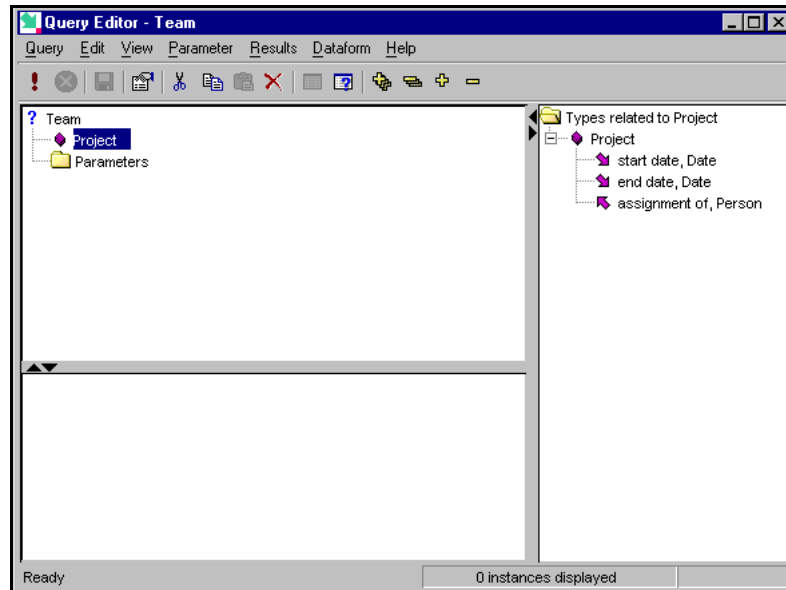 Query Editor - Team
Query Edit View Parameter Results Dataform Help
? Team
Project
Parameters
Types related to Project
Project
start date, Date
end date, Date
assignment of, Person
Ready
0 instances displayed